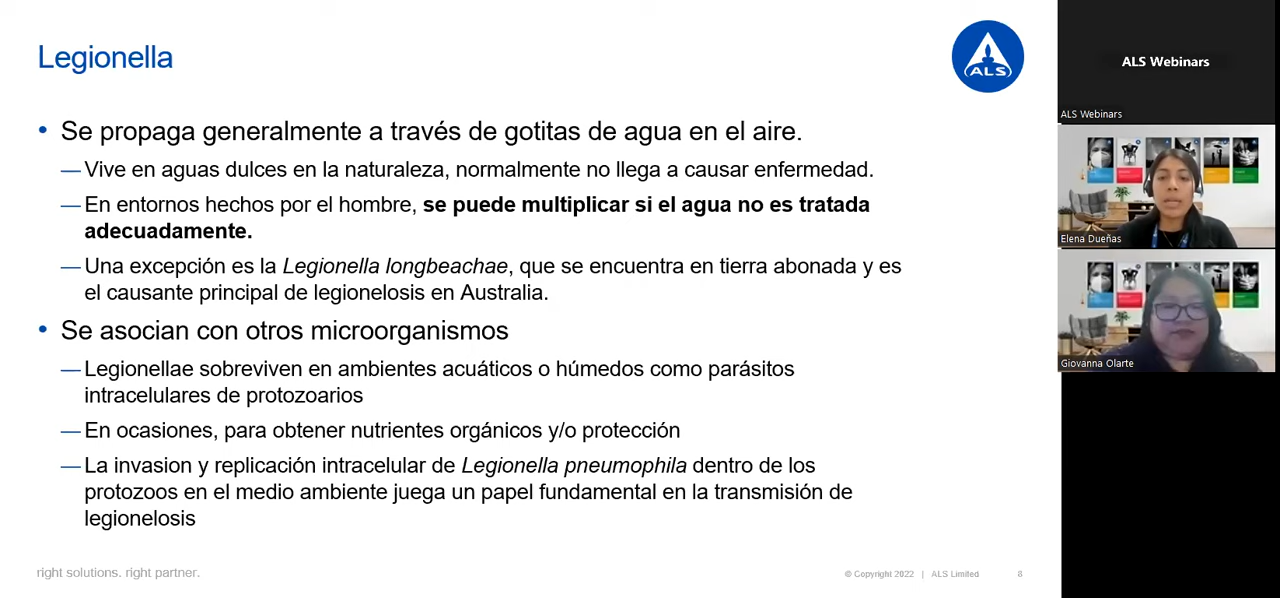 Legionella
ALS
• Se propaga generalmente a través de gotitas de agua en el aire.
— Vive en aguas dulces en la naturaleza, normalmente no llega a causar enfermedad.
— En entornos hechos por el hombre, se puede multiplicar si el agua no es tratada
adecuadamente.
— Una excepción es la Legionella longbeachae, que se encuentra en tierra abonada y es
el causante principal de legionelosis en Australia.
• Se asocian con otros microorganismos
— Legionellae sobreviven en ambientes acuáticos o húmedos como parásitos
intracelulares de protozoarios
— En ocasiones, para obtener nutrientes orgánicos y/o protección
— La invasion y replicación intracelular de Legionella pneumophila dentro de los
protozoos en el medio ambiente juega un papel fundamental en la transmisión de
legionelosis
right solutions. right partner.
© Copyright 2022 | ALS Limited 8
ALS Webinars
ALS Webinars
Elena Dueñas
Giovanna Olarte